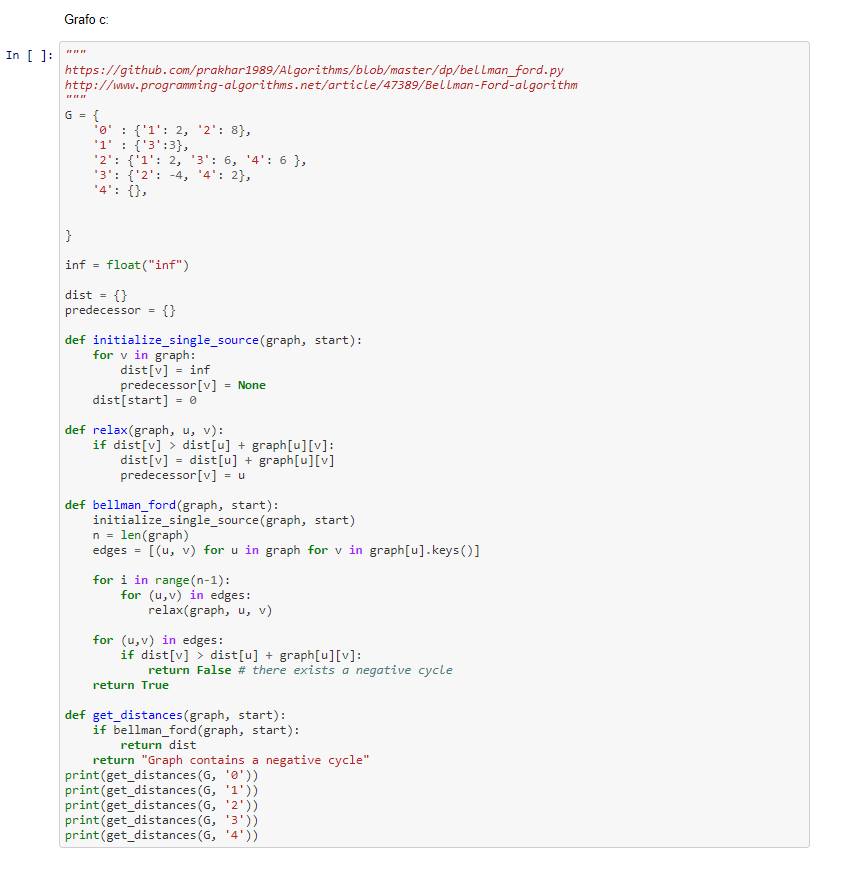 Grafo c:
In [ ]: """
https://github.com/prakhar1989/Algorithms/blob/master/dp/bellman_ford.py
http://www.programming-algorithms.net/article/47389/Bellman-Ford-algorithm
"""
G = {
    '0' : {'1': 2, '2': 8},
    '1' : {'3':3},
    '2': {'1': 2, '3': 6, '4': 6 },
    '3': {'2': -4, '4': 2},
    '4': {},
}
inf = float("inf")
dist = {}
predecessor = {}
def initialize_single_source(graph, start):
    for v in graph:
        dist[v] = inf
        predecessor[v] = None
    dist[start] = 0
def relax(graph, u, v):
    if dist[v] > dist[u] + graph[u][v]:
        dist[v] = dist[u] + graph[u][v]
        predecessor[v] = u
def bellman_ford(graph, start):
    initialize_single_source(graph, start)
    n = len(graph)
    edges = [(u, v) for u in graph for v in graph[u].keys()]
    for i in range(n-1):
        for (u,v) in edges:
            relax(graph, u, v)
    for (u,v) in edges:
        if dist[v] > dist[u] + graph[u][v]:
            return False # there exists a negative cycle
    return True
def get_distances(graph, start):
    if bellman_ford(graph, start):
        return dist
    return "Graph contains a negative cycle"
print(get_distances(G, '0'))
print(get_distances(G, '1'))
print(get_distances(G, '2'))
print(get_distances(G, '3'))
print(get_distances(G, '4'))